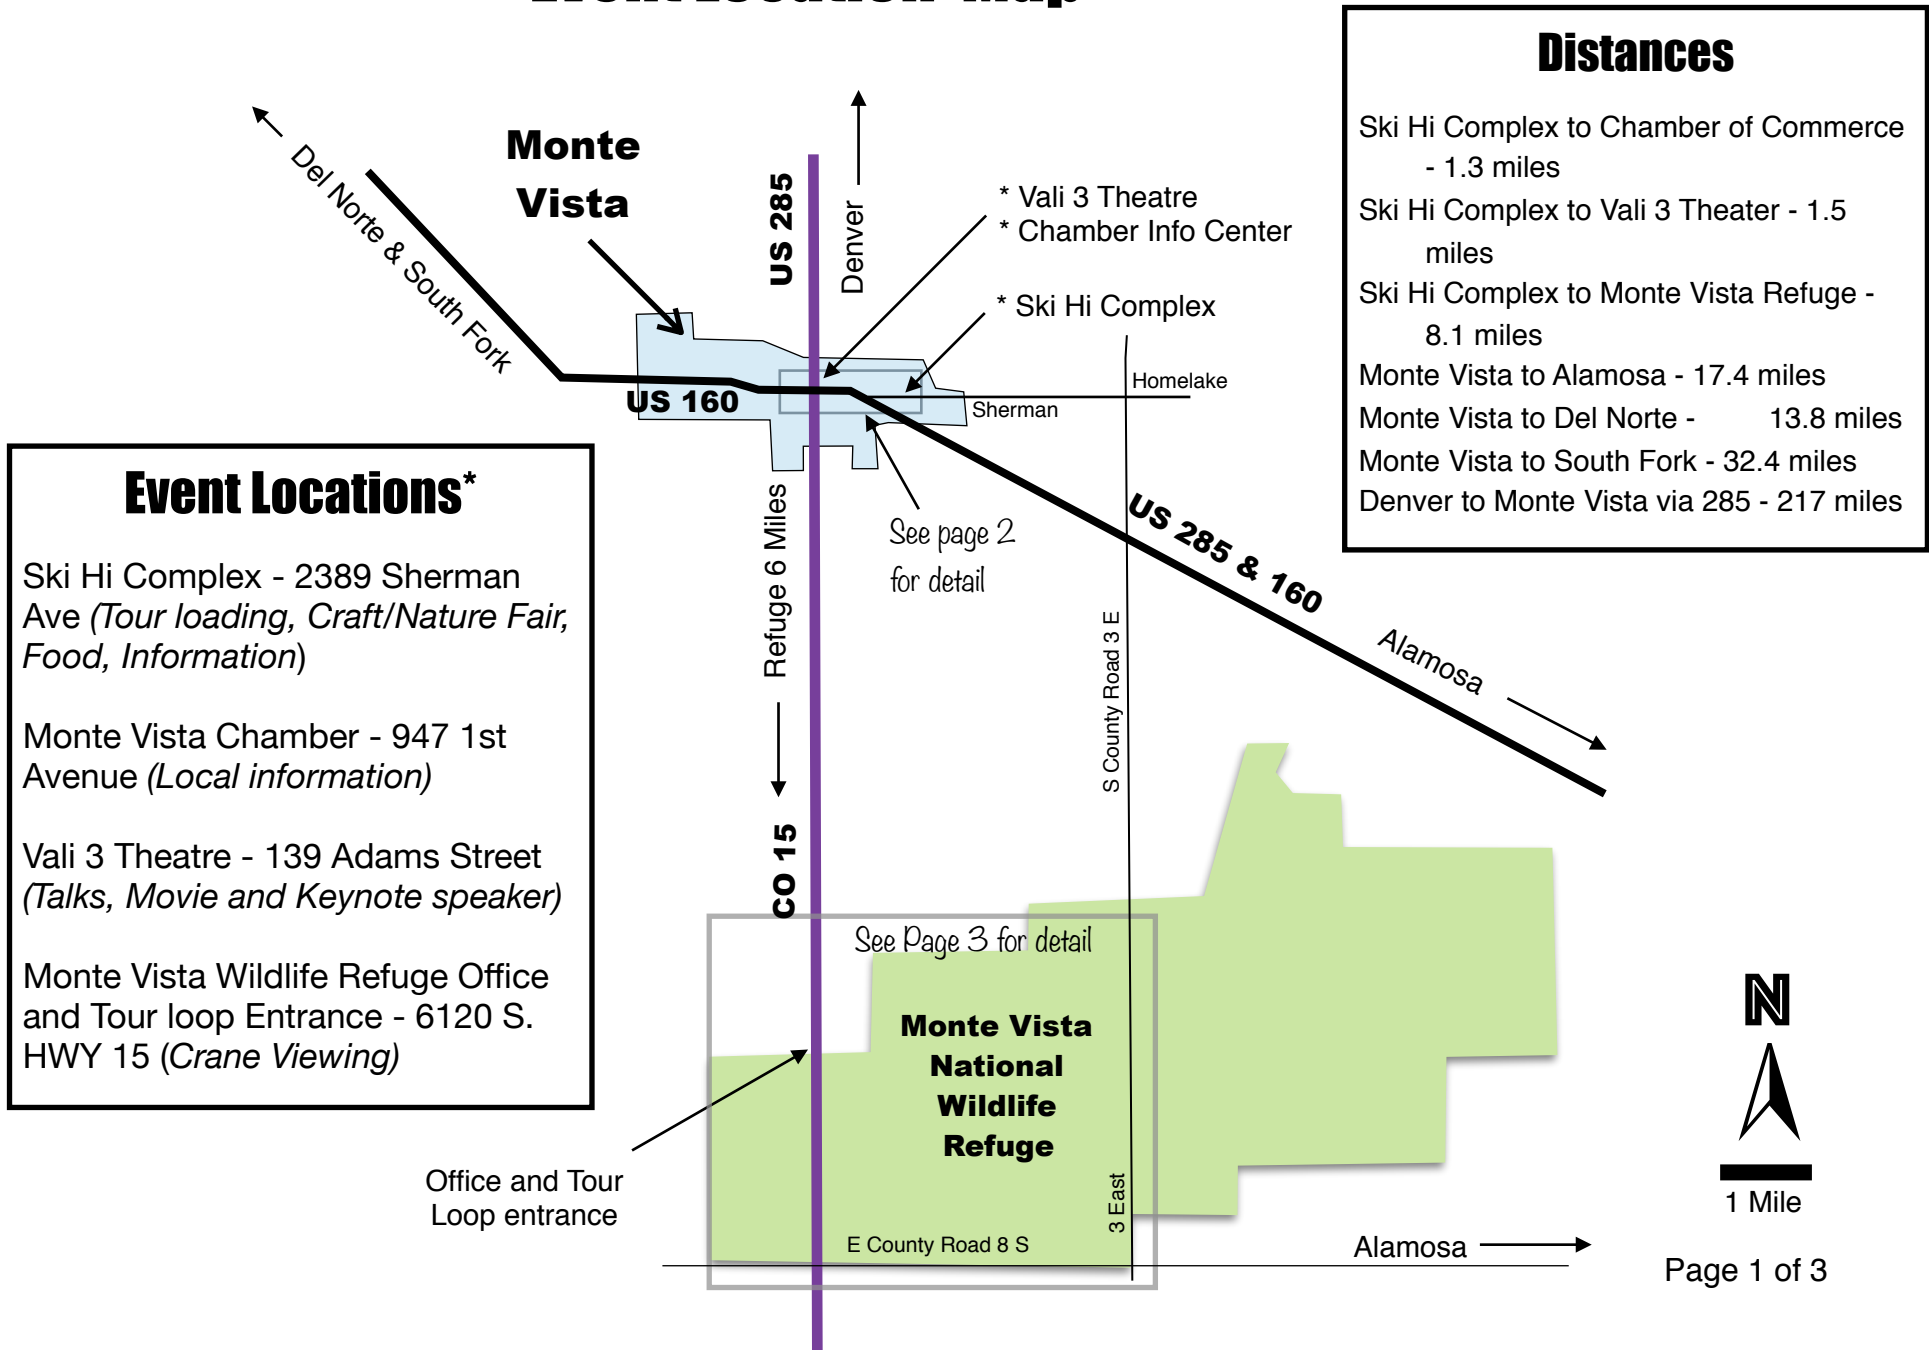 Event Location Map
Distances
Ski Hi Complex to Chamber of Commerce
- 1.3 miles
Ski Hi Complex to Vali 3 Theater - 1.5
miles
Ski Hi Complex to Monte Vista Refuge -
8.1 miles
Monte Vista to Alamosa - 17.4 miles
Monte Vista to Del Norte - 13.8 miles
Monte Vista to South Fork - 32.4 miles
Denver to Monte Vista via 285 - 217 miles
Del Norte & South Fork
Monte
Vista
US 285
Denver
* Vali 3 Theatre
* Chamber Info Center
* Ski Hi Complex
Homelake
Sherman
US 160
Event Locations*
Ski Hi Complex - 2389 Sherman
Ave (Tour loading, Craft/Nature Fair,
Food, Information)
Monte Vista Chamber - 947 1st
Avenue (Local information)
Vali 3 Theatre - 139 Adams Street
(Talks, Movie and Keynote speaker)
Monte Vista Wildlife Refuge Office
and Tour loop Entrance - 6120 S.
HWY 15 (Crane Viewing)
Refuge 6 Miles
See page 2
for detail
US 285 & 160
Alamosa
S County Road 3 E
CO 15
See Page 3 for detail
Monte Vista
National
Wildlife
Refuge
Office and Tour
Loop entrance
3 East
E County Road 8 S
Alamosa
N
1 Mile
Page 1 of 3